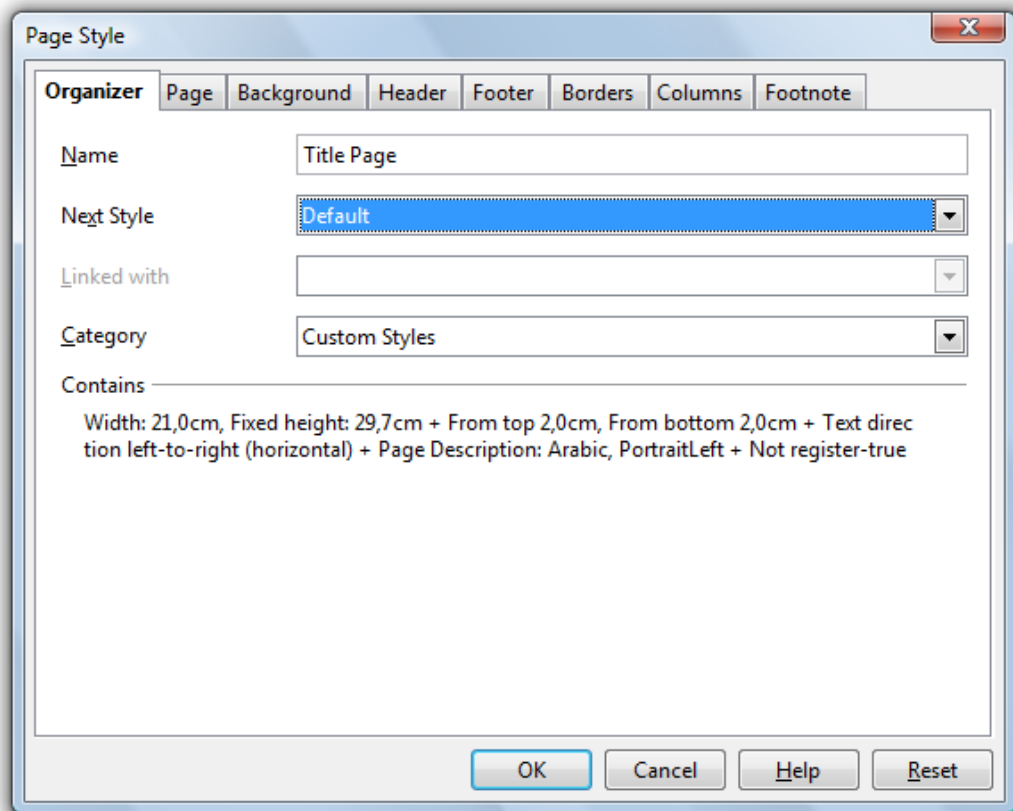 Page Style
Organizer Page Background Header Footer Borders Columns Footnote
Name Title Page
Next Style Default
Linked with
Category Custom Styles
Contains
Width: 21,0cm, Fixed height: 29,7cm + From top 2,0cm, From bottom 2,0cm + Text direc
tion left-to-right (horizontal) + Page Description: Arabic, PortraitLeft + Not register-true
OK Cancel Help Reset